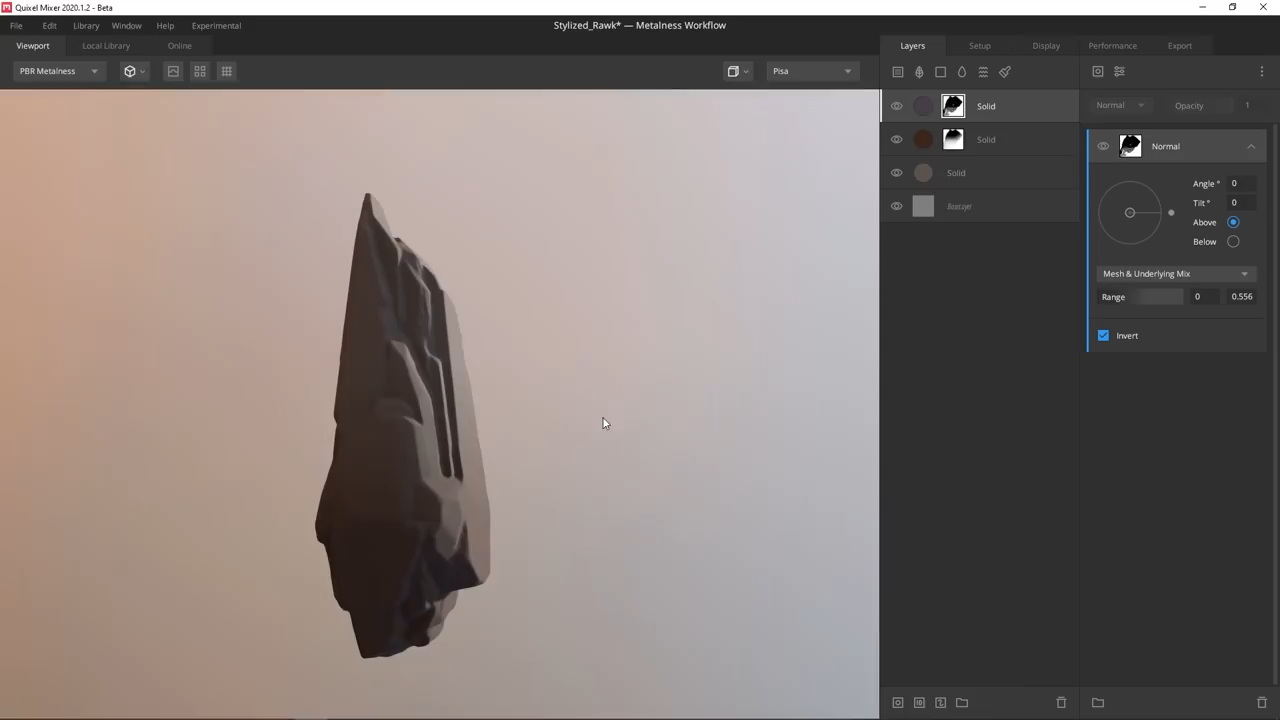 Quixel Mixer 2020.1.2 - Beta
File Edit Library Window Help Experimental
Stylized_Rawk* — Metalness Workflow
Viewport Local Library Online
Layers Setup Display Performance Export
PBR Metalness
Pisa
Solid
Solid
Solid
Base Layer
Normal Opacity 1
Normal
Angle ° 0
Tilt ° 0
Above
Below
Mesh & Underlying Mix
Range 0 0.556
Invert